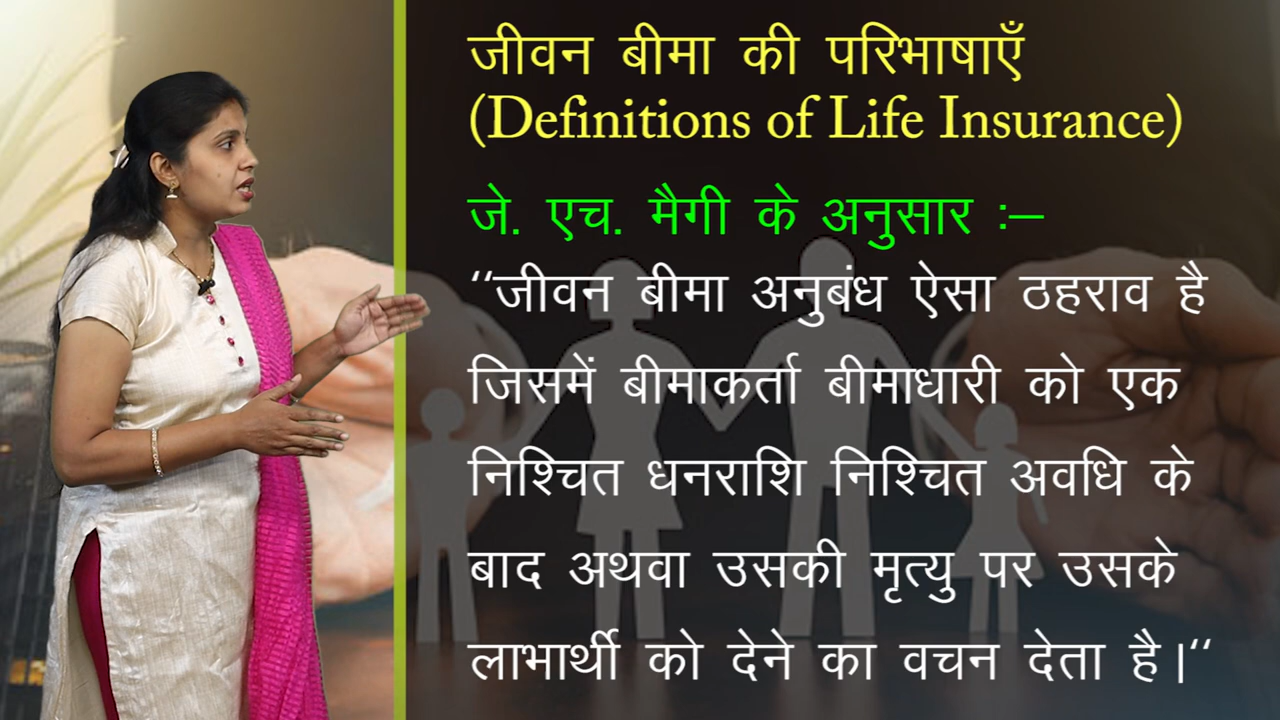 जीवन बीमा की परिभाषाएँ
(Definitions of Life Insurance)
जे. एच. मैगी के अनुसार :–
“जीवन बीमा अनुबंध ऐसा ठहराव है
जिसमें बीमाकर्ता बीमाधारी को एक
निश्चित धनराशि निश्चित अवधि के
बाद अथवा उसकी मृत्यु पर उसके
लाभार्थी को देने का वचन देता है।“